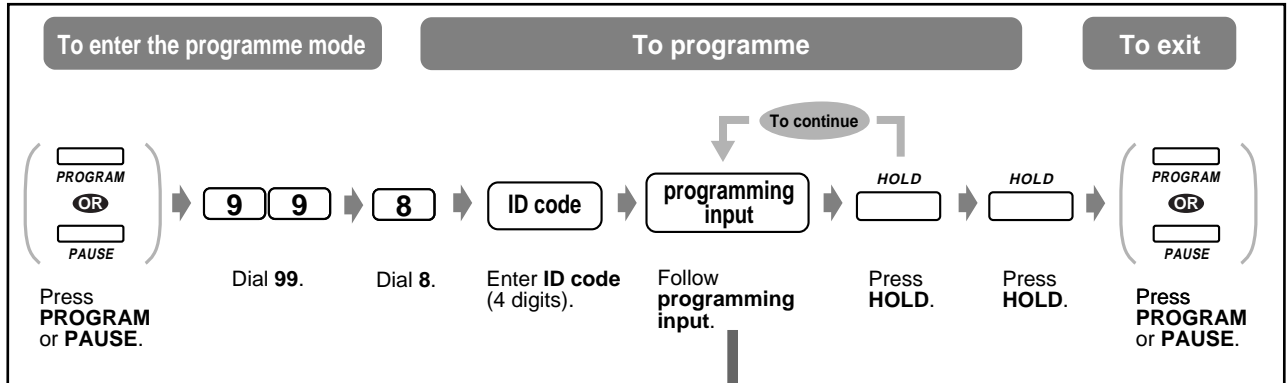 To enter the programme mode
To programme
To exit
To continue
PROGRAM
OR
PAUSE
9 9
8
ID code
programming
input
HOLD
HOLD
PROGRAM
OR
PAUSE
Press
PROGRAM
or PAUSE.
Dial 99.
Dial 8.
Enter ID code
(4 digits).
Follow
programming
input.
Press
HOLD.
Press
HOLD.
Press
PROGRAM
or PAUSE.